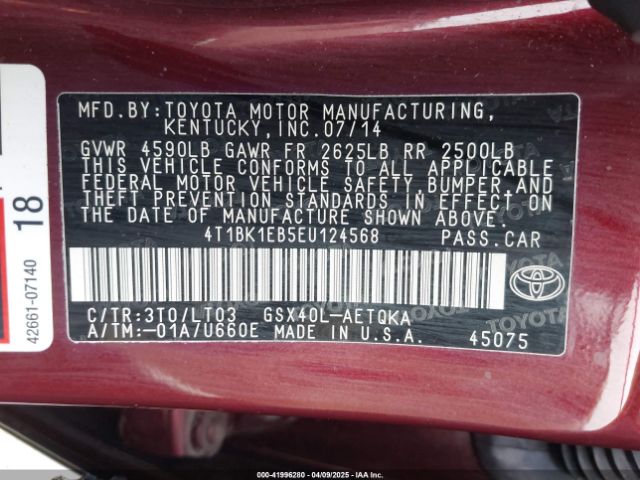 MFD.BY:TOYOTA MOTOR MANUFACTURING,
KENTUCKY,INC.07/14
GVWR 4590LB GAWR FR 2625LB RR 2500LB
THIS VEHICLE CONFORMS TO ALL APPLICABLE
FEDERAL MOTOR VEHICLE SAFETY,BUMPER,AND
THEFT PREVENTION STANDARDS IN EFFECT ON
THE DATE OF MANUFACTURE SHOWN ABOVE.
4T1BK1EB5EU124568 PASS.CAR
C/TR:3T0/LT03 GSX40L-AETQKA
A/TM:-01A/U660E MADE IN U.S.A. 45075
TOYOTA
18
42661-07140
000-41996280 - 04/09/2025 - IAAI.com